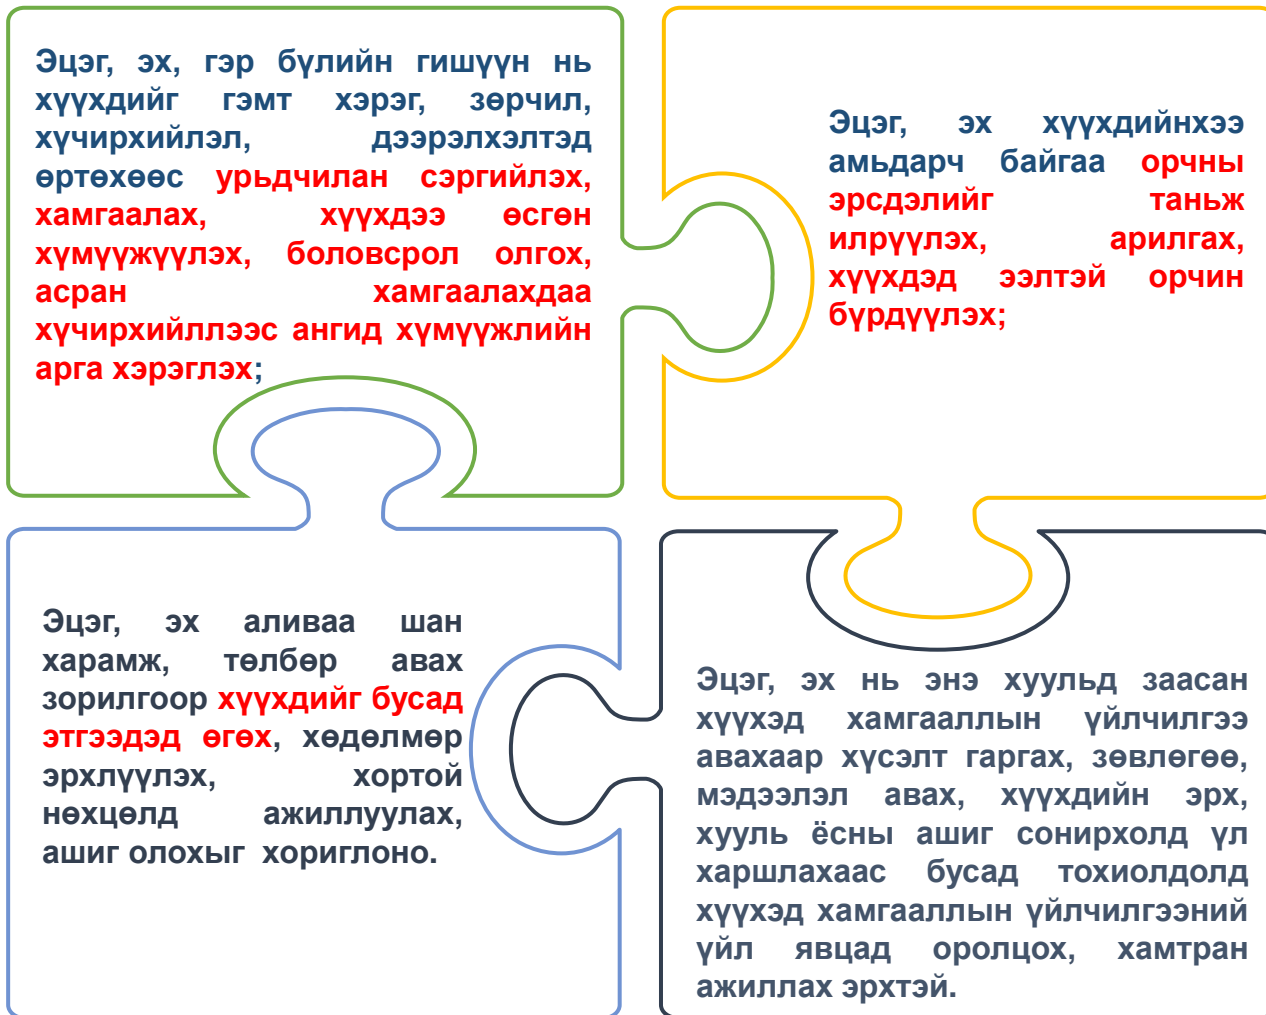 Эцэг, эх, гэр бүлийн гишүүн нь
хүүхдийг гэмт хэрэг, зөрчил,
хүчирхийлэл, дээрэлхэлтэд
өртөхөөс урьдчилан сэргийлэх,
хамгаалах, хүүхдээ өсгөн
хүмүүжүүлэх, боловсрол олгох,
асран хамгаалахдаа
хүчирхийллээс ангид хүмүүжлийн
арга хэрэглэх;
Эцэг, эх хүүхдийнхээ
амьдарч байгаа орчны
эрсдэлийг таньж
илрүүлэх, арилгах,
хүүхдэд ээлтэй орчин
бүрдүүлэх;
Эцэг, эх аливаа шан
харамж, төлбөр авах
зорилгоор хүүхдийг бусад
этгээдэд өгөх, хөдөлмөр
эрхлүүлэх, хортой
нөхцөлд ажиллуулах,
ашиг олохыг хориглоно.
Эцэг, эх нь энэ хуульд заасан
хүүхэд хамгааллын үйлчилгээ
авахаар хүсэлт гаргах, зөвлөгөө,
мэдээлэл авах, хүүхдийн эрх,
хууль ёсны ашиг сонирхолд үл
харшлахаас бусад тохиолдолд
хүүхэд хамгааллын үйлчилгээний
үйл явцад оролцох, хамтран
ажиллах эрхтэй.